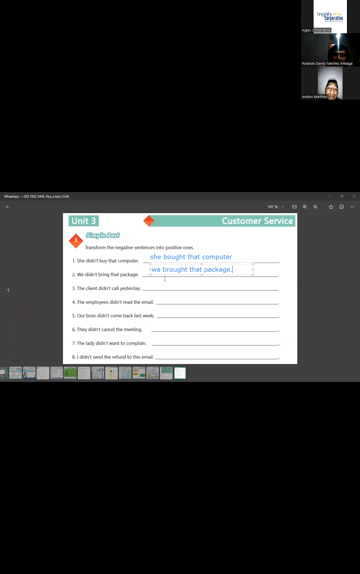 Inglés
Corporativo
Rolando Danilo Sanchez Arteaga
Andres Martinez
Unit 3
Customer Service
Simple Past
1
Transform the negative sentences into positive ones.
1. She didn't buy that computer. she bought that computer
2. We didn't bring that package. we brought that package.
3. The client didn't call yesterday.
4. The employees didn't read the email.
5. Our boss didn't come back last week.
6. They didn't cancel the meeting.
7. The lady didn't want to complain.
8. I didn't send the refund to this email.